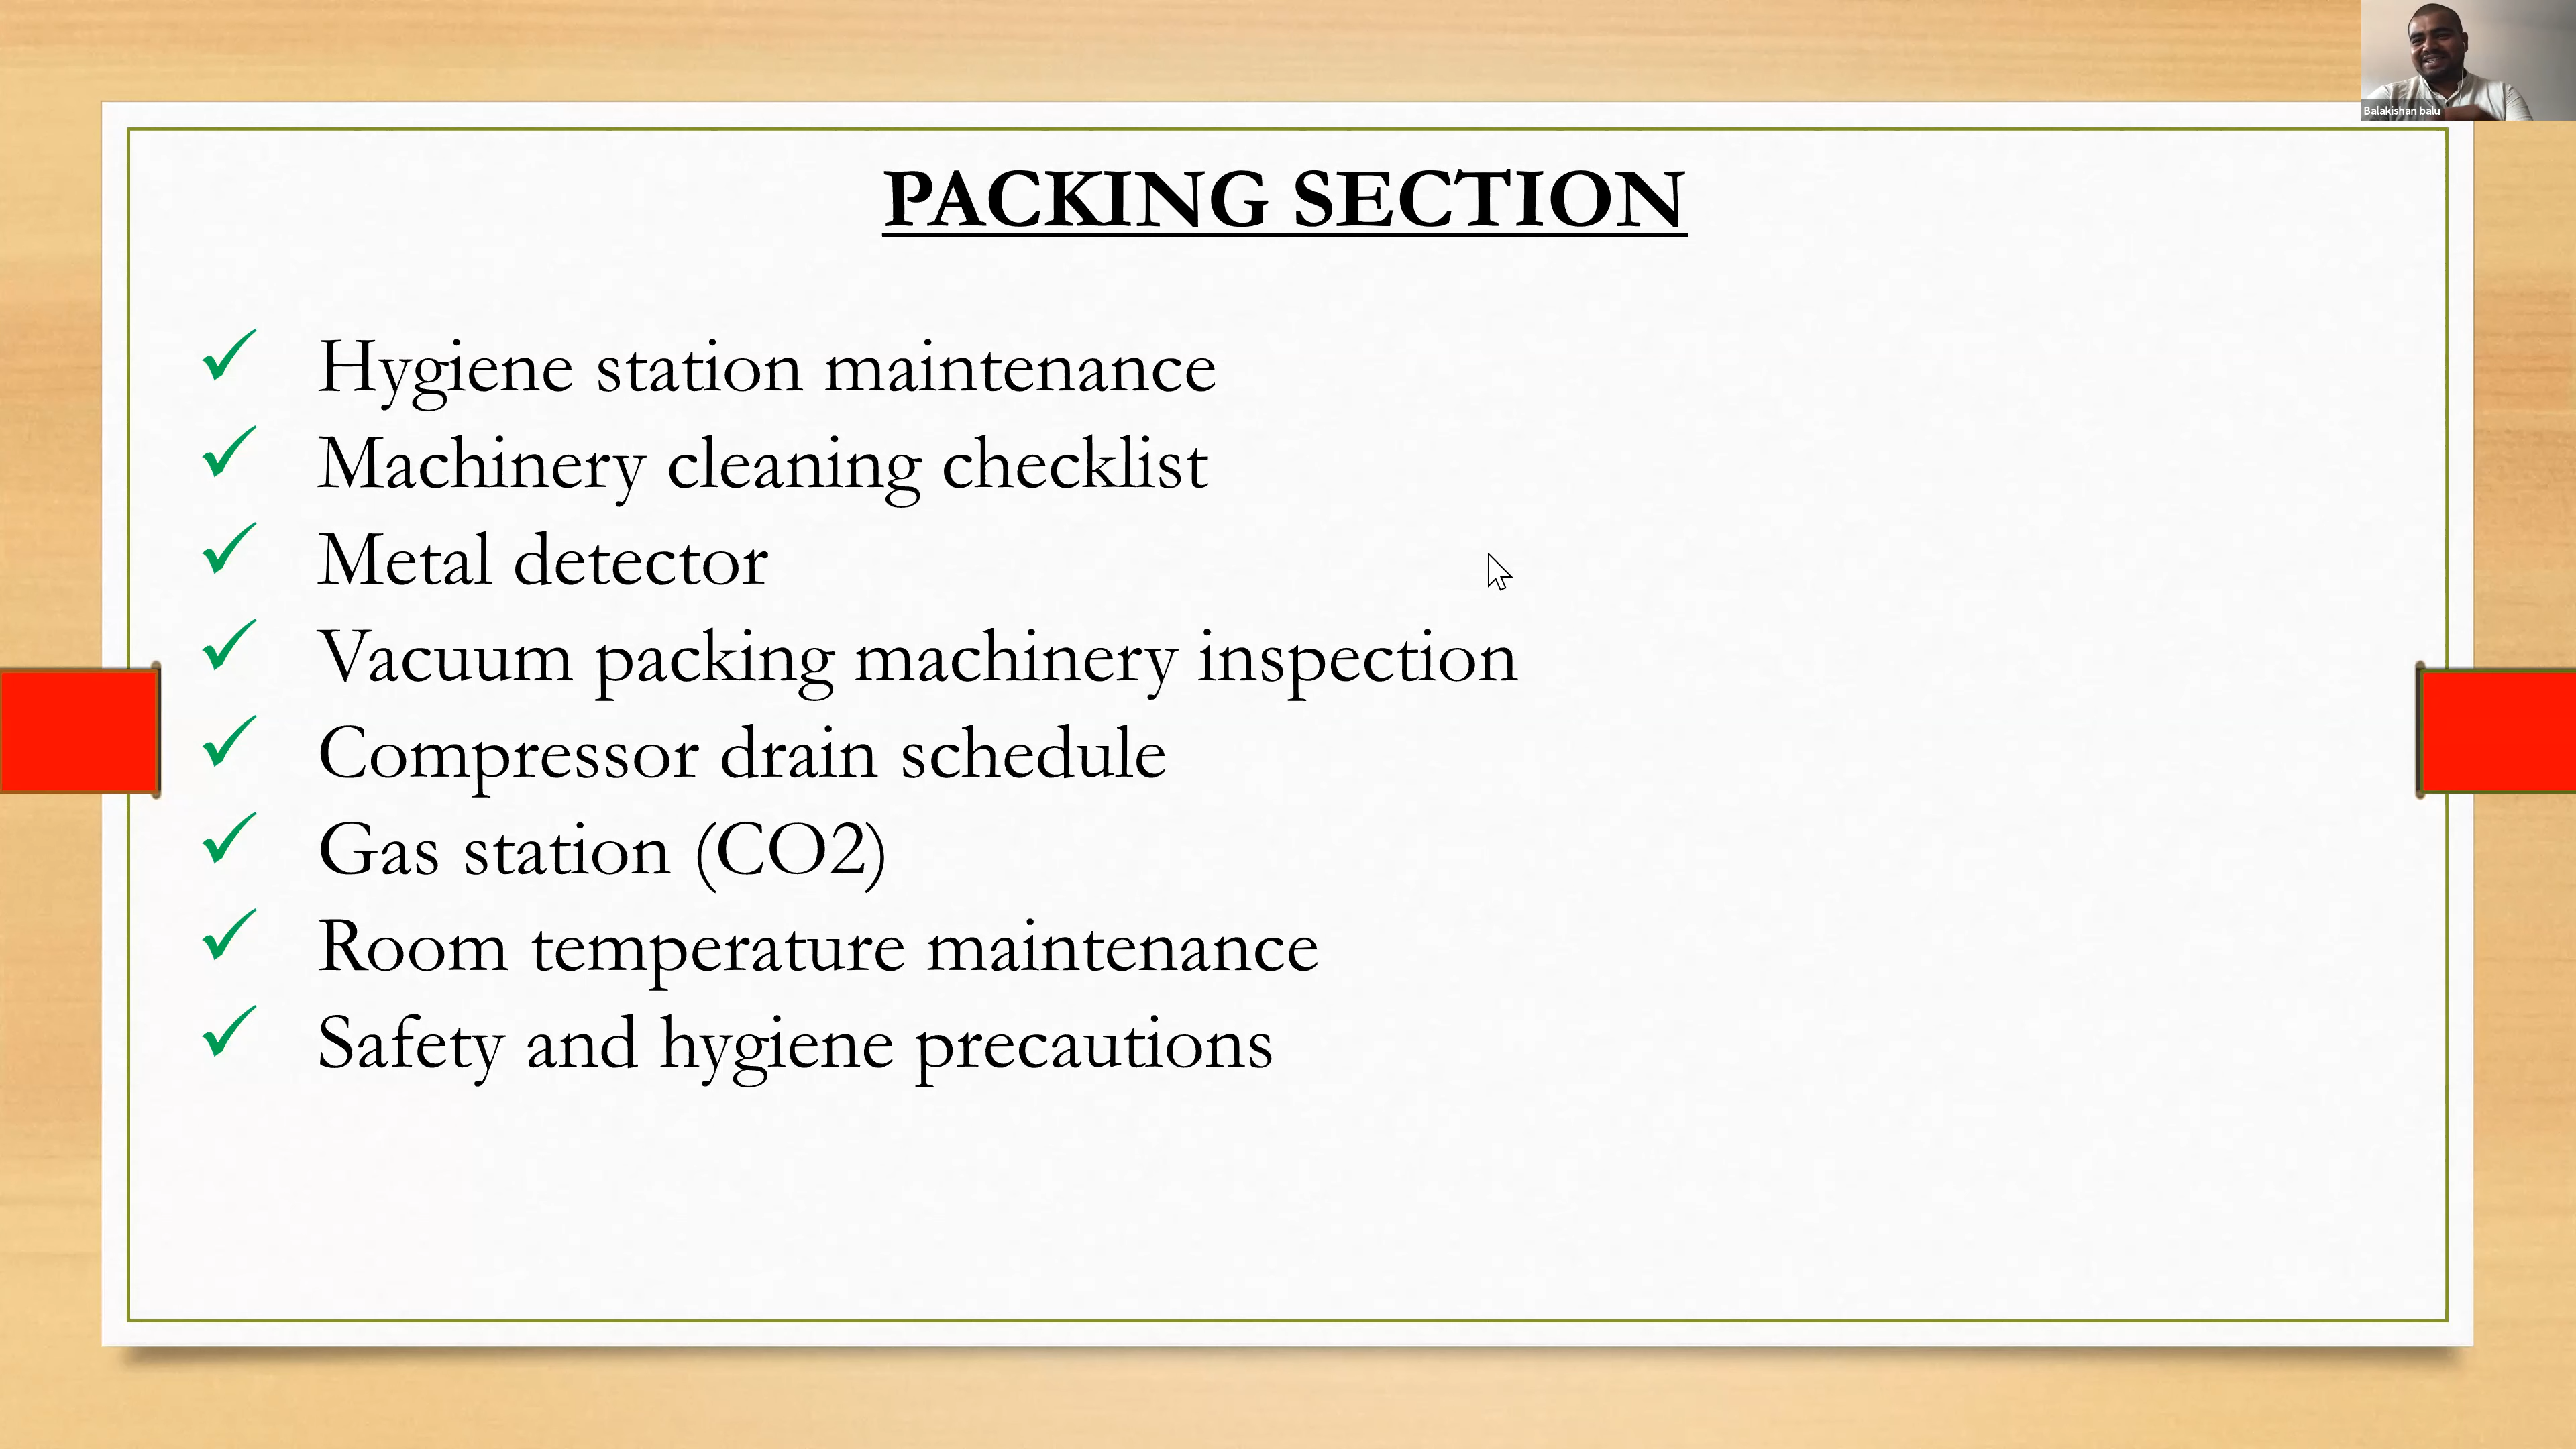 Balakishan balu
PACKING SECTION
Hygiene station maintenance
Machinery cleaning checklist
Metal detector
Vacuum packing machinery inspection
Compressor drain schedule
Gas station (CO2)
Room temperature maintenance
Safety and hygiene precautions